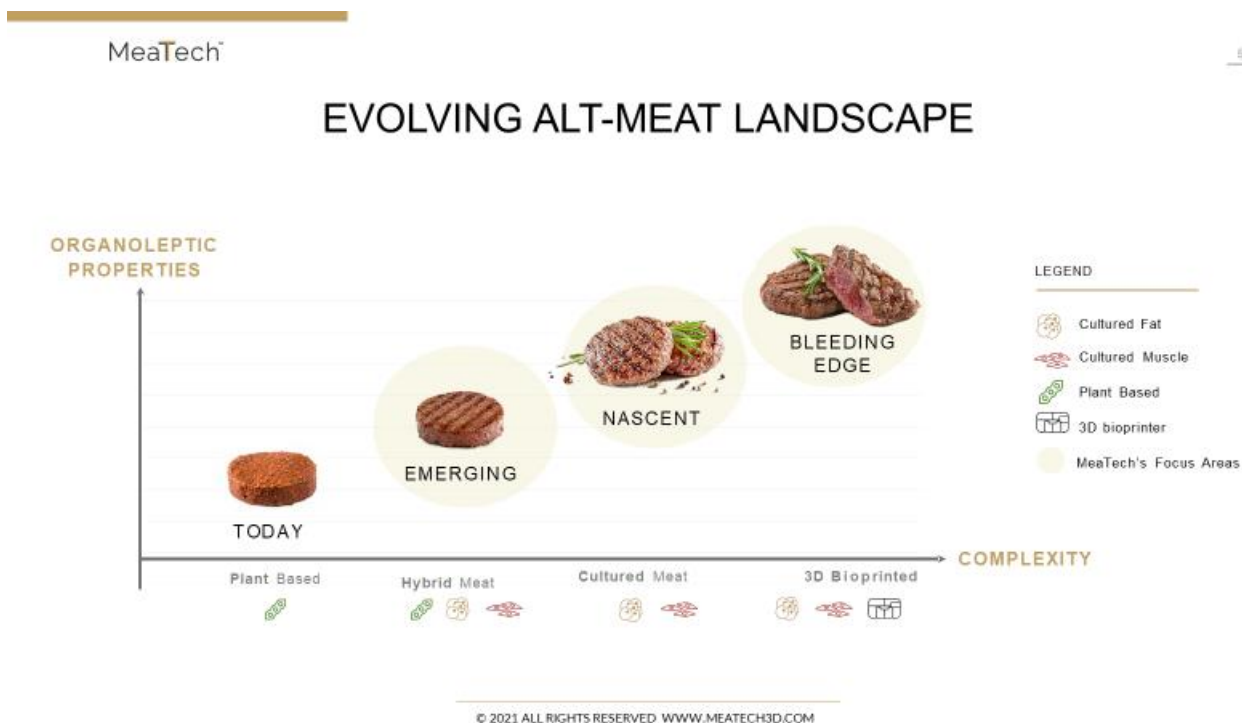 MeaTech™
EVOLVING ALT-MEAT LANDSCAPE
ORGANOLEPTIC
PROPERTIES
BLEEDING
EDGE
NASCENT
EMERGING
TODAY
COMPLEXITY
Plant Based
Hybrid Meat
Cultured Meat
3D Bioprinted
LEGEND
Cultured Fat
Cultured Muscle
Plant Based
3D bioprinter
MeaTech's Focus Areas
© 2021 ALL RIGHTS RESERVED WWW.MEATECH3D.COM